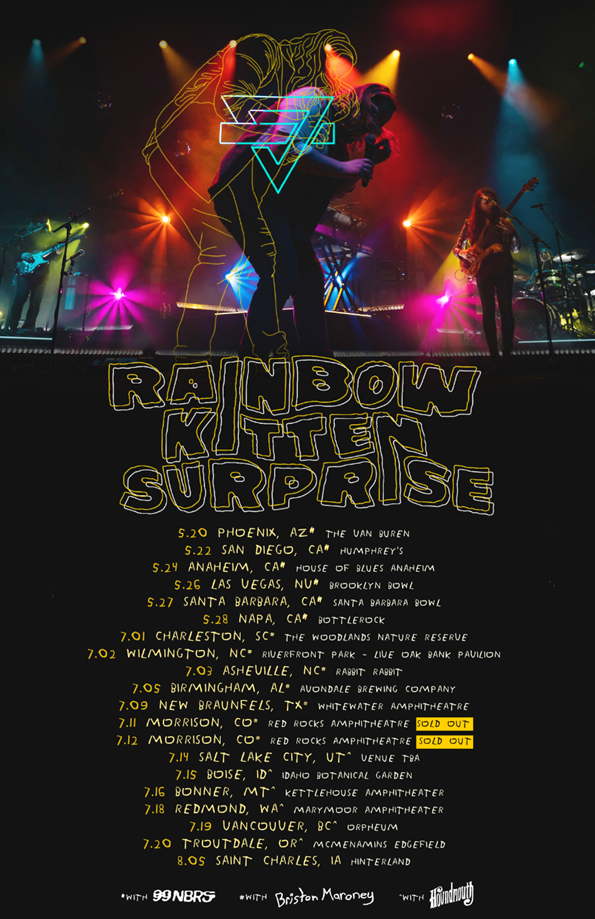 RAINBOW
KITTEN
SURPRISE
5.20 PHOENIX, AZ# THE VAN BUREN
5.22 SAN DIEGO, CA# HUMPHREY'S
5.24 ANAHEIM, CA# HOUSE OF BLUES ANAHEIM
5.26 LAS VEGAS, NV# BROOKLYN BOWL
5.27 SANTA BARBARA, CA# SANTA BARBARA BOWL
5.28 NAPA, CA# BOTTLEROCK
7.01 CHARLESTON, SC* THE WOODLANDS NATURE RESERVE
7.02 WILMINGTON, NC* RIVERFRONT PARK - LIVE OAK BANK PAVILION
7.03 ASHEVILLE, NC* RABBIT RABBIT
7.05 BIRMINGHAM, AL* AVONDALE BREWING COMPANY
7.09 NEW BRAUNFELS, TX* WHITEWATER AMPHITHEATRE
7.11 MORRISON, CO* RED ROCKS AMPHITHEATRE SOLD OUT
7.12 MORRISON, CO* RED ROCKS AMPHITHEATRE SOLD OUT
7.14 SALT LAKE CITY, UT^ VENUE TBA
7.15 BOISE, ID^ IDAHO BOTANICAL GARDEN
7.16 BONNER, MT^ KETTLEHOUSE AMPHITHEATER
7.18 REDMOND, WA^ MARYMOOR AMPHITHEATER
7.19 VANCOUVER, BC^ ORPHEUM
7.20 TROUTDALE, OR^ MCMENAMINS EDGEFIELD
8.05 SAINT CHARLES, IA HINTERLAND
*WITH 99 NBRS #WITH Briston Maroney ^WITH Houndmouth